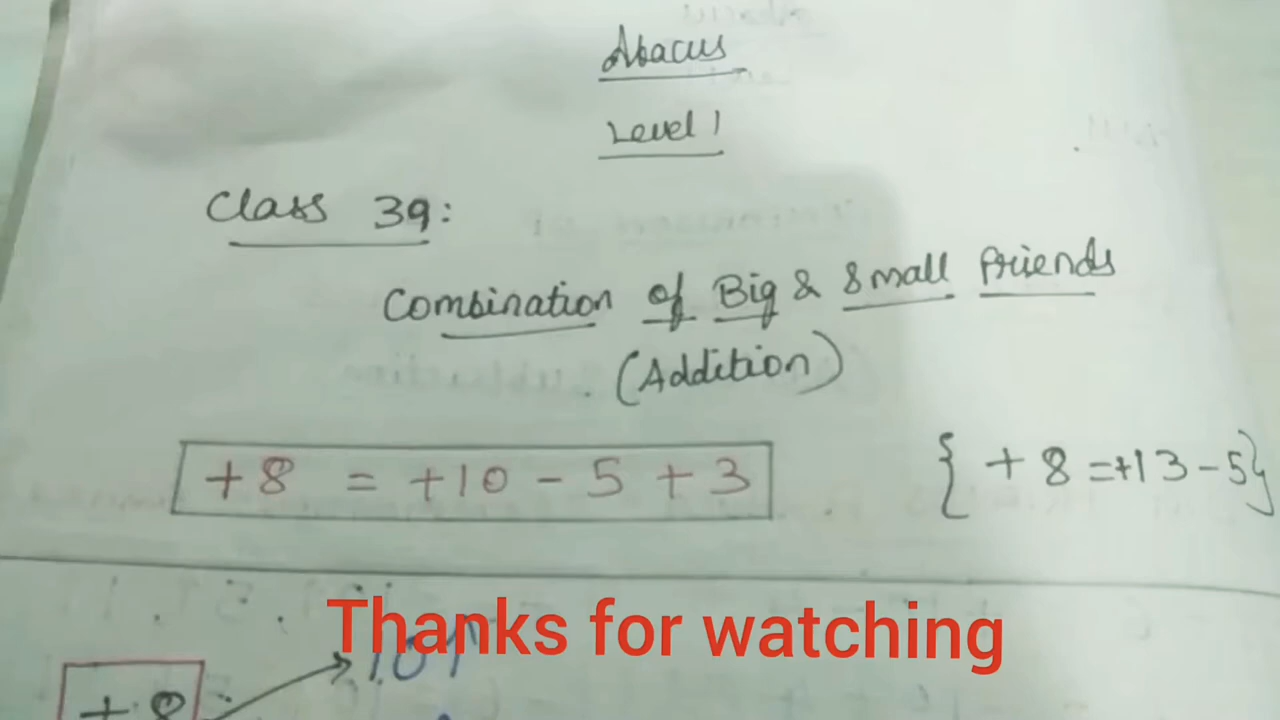 Abacus
Level 1
Class 39:
Combination of Big & Small Friends
(Addition)
+8 = +10 - 5 + 3
{ +8 =+13-5}
Thanks for watching
+8